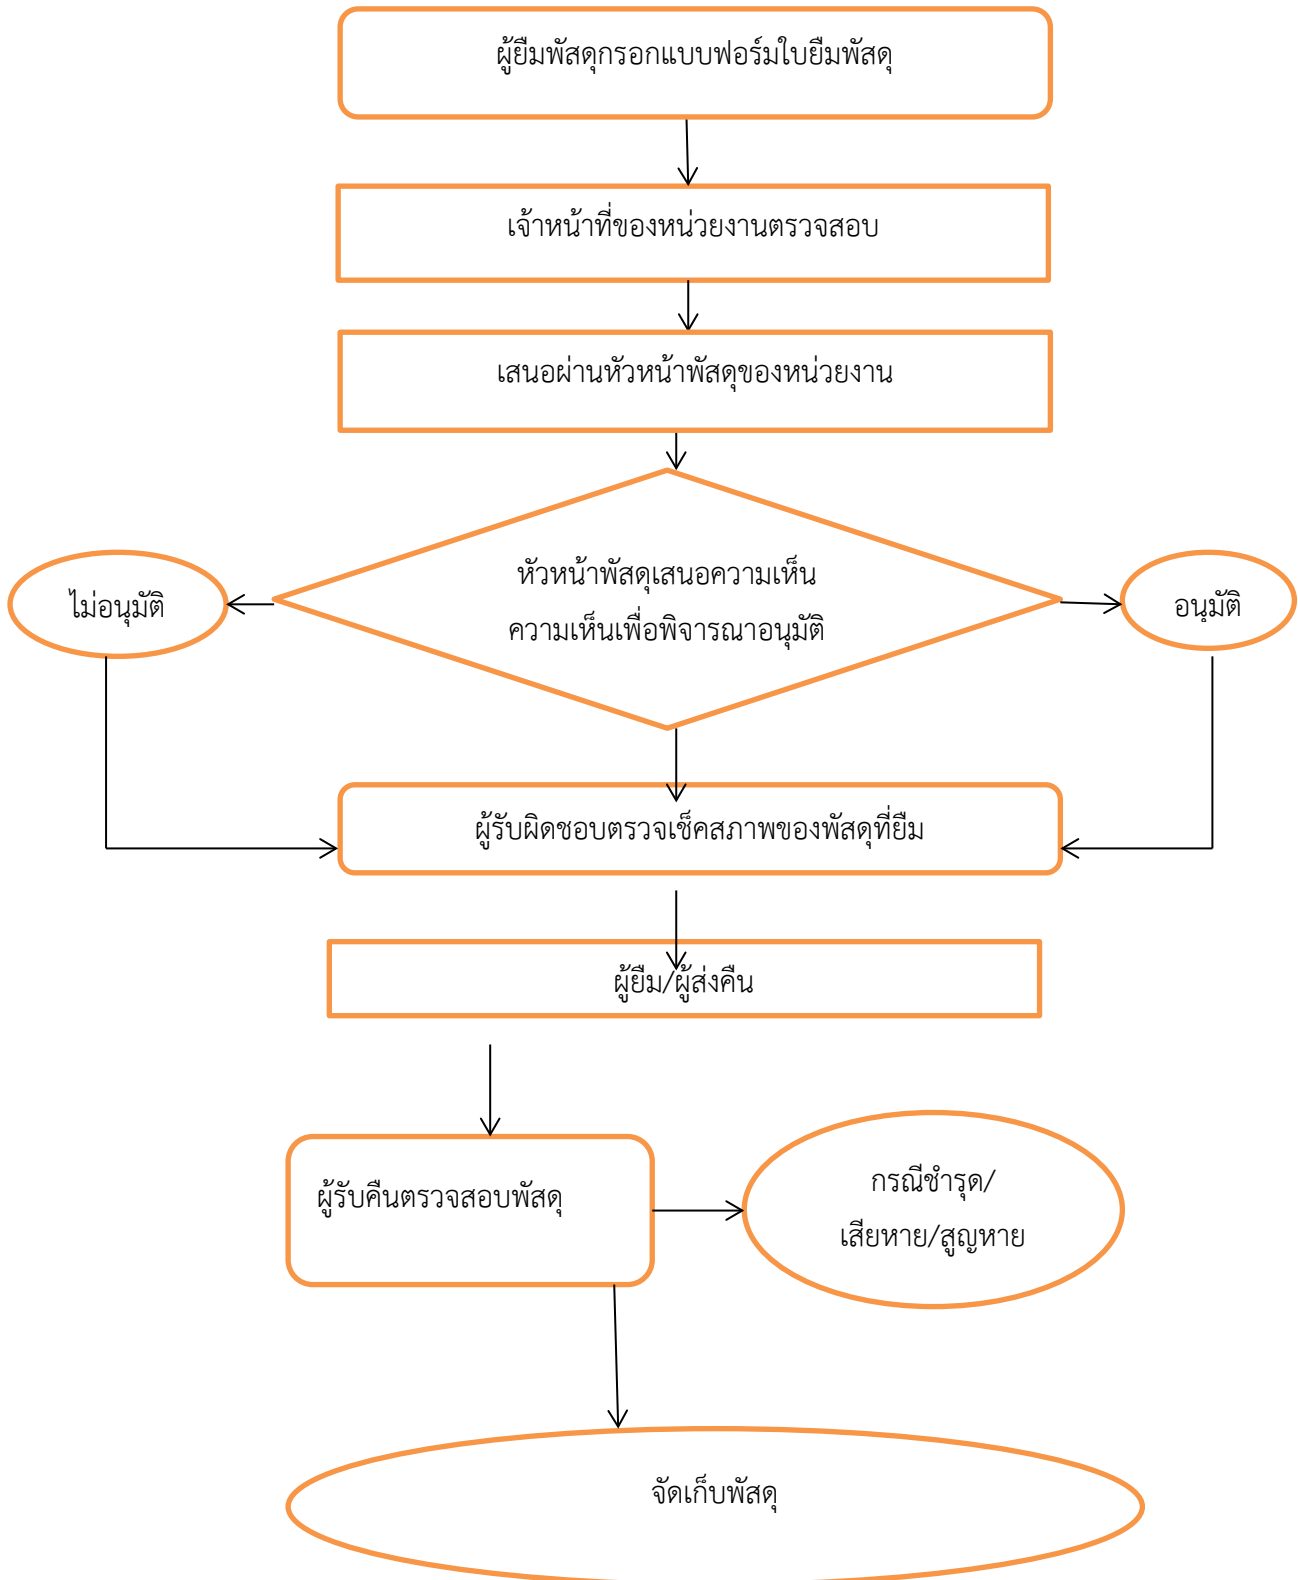 ผู้ยืมพัสดุกรอกแบบฟอร์มใบยืมพัสดุ
เจ้าหน้าที่ของหน่วยงานตรวจสอบ
เสนอผ่านหัวหน้าพัสดุของหน่วยงาน
หัวหน้าพัสดุเสนอความเห็น
ความเห็นเพื่อพิจารณาอนุมัติ
ไม่อนุมัติ
อนุมัติ
ผู้รับผิดชอบตรวจเช็คสภาพของพัสดุที่ยืม
ผู้ยืม/ผู้ส่งคืน
ผู้รับคืนตรวจสอบพัสดุ
กรณีชำรุด/
เสียหาย/สูญหาย
จัดเก็บพัสดุ